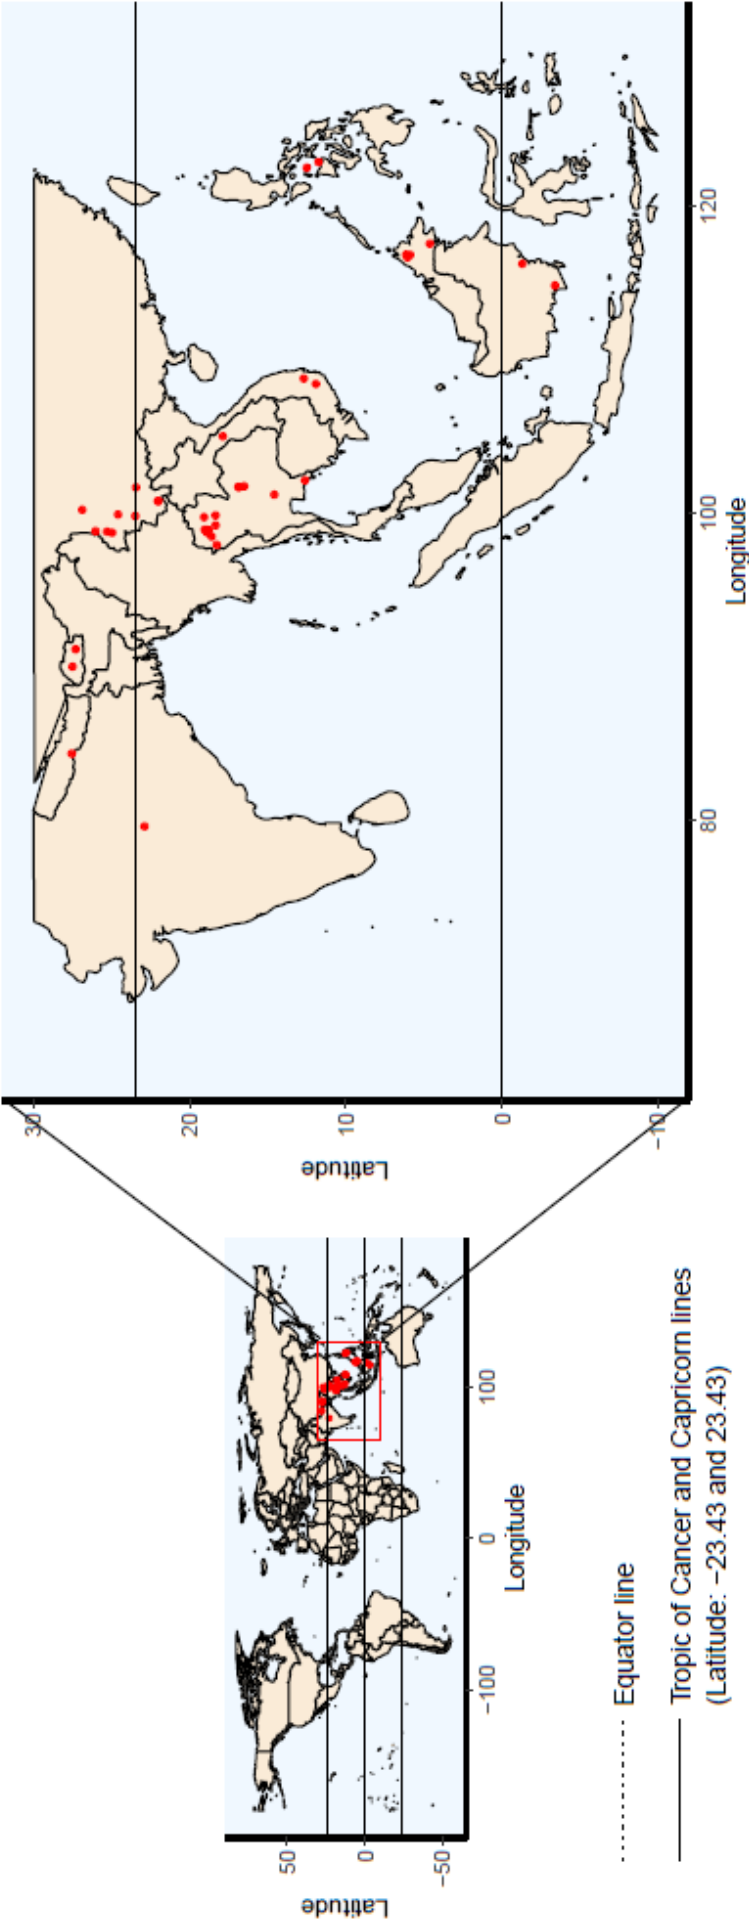 Latitude
50
0
−50
−100
0
100
Longitude
Latitude
30
20
10
0
−10
80
100
120
Longitude
Equator line
Tropic of Cancer and Capricorn lines
(Latitude: −23.43 and 23.43)